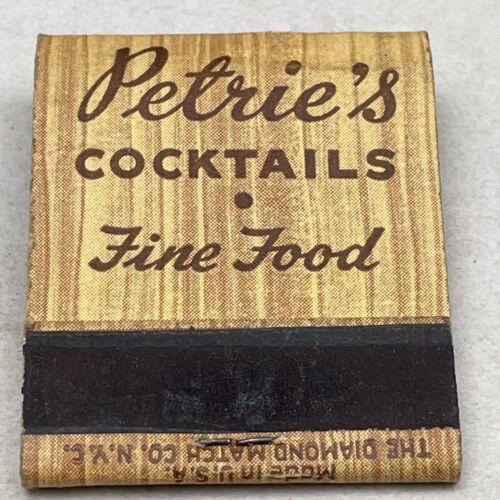 Petrie's
COCKTAILS
•
Fine Food
THE DIAMOND MATCH CO. N.Y.C.
Made in U.S.A.